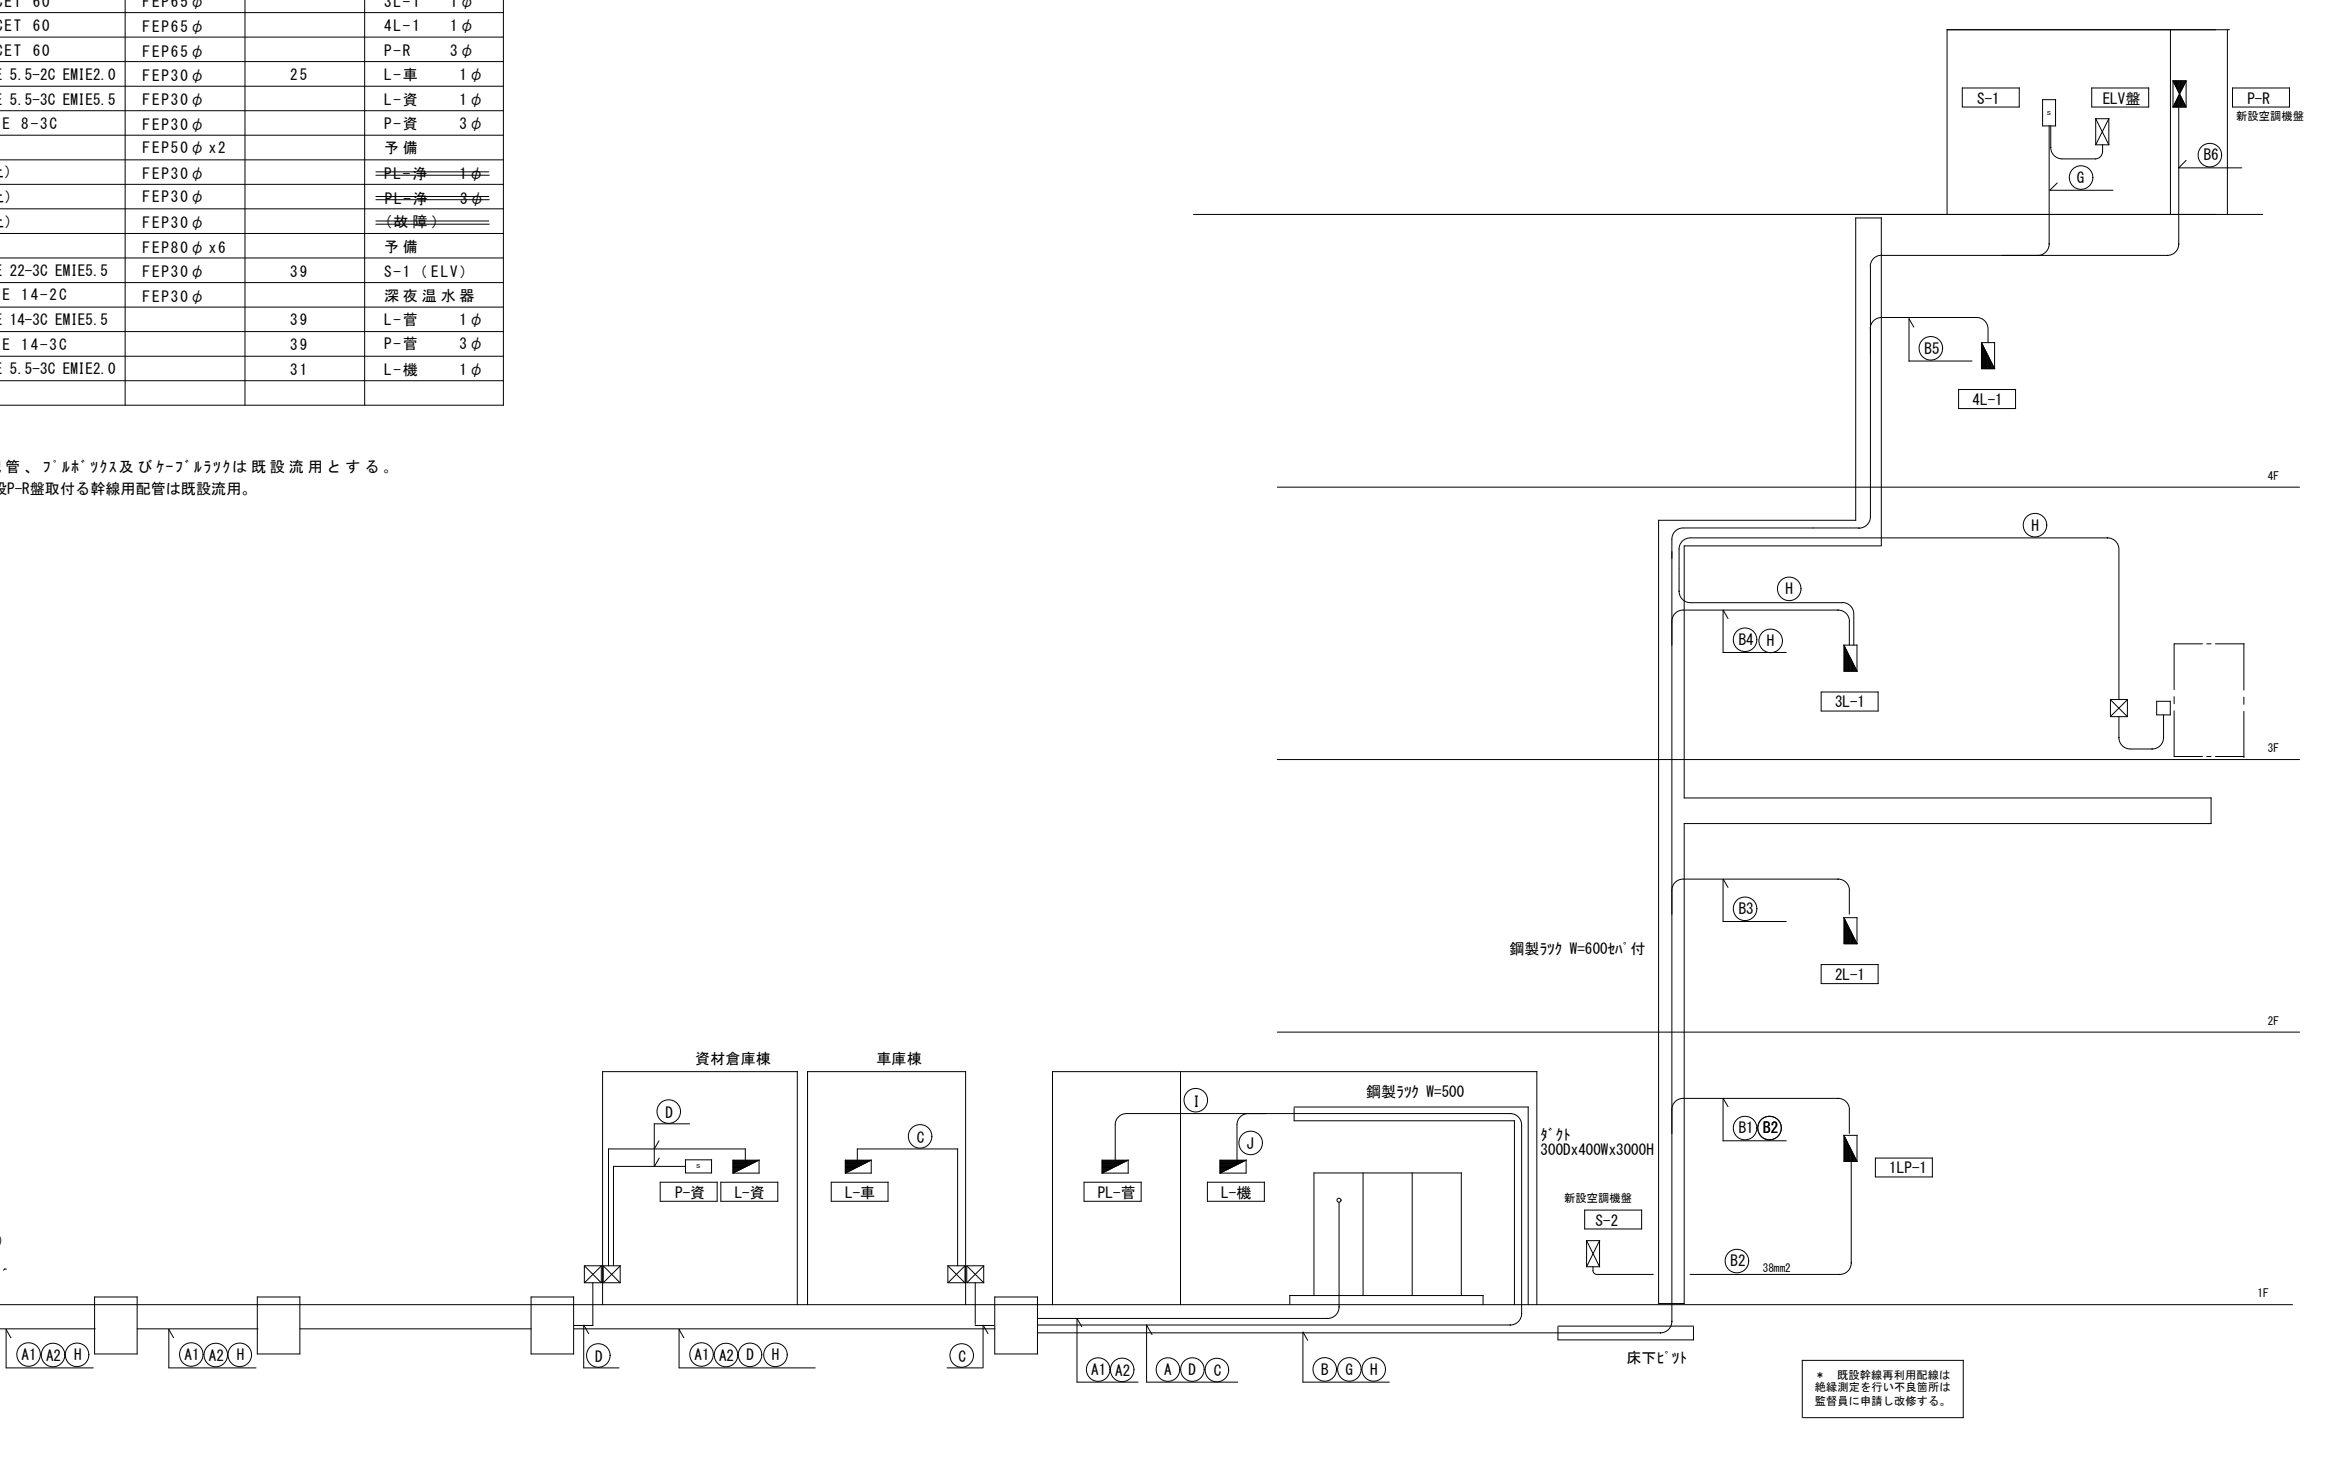 CET 60 FEP65φ 3L-1 1φ
CET 60 FEP65φ 4L-1 1φ
CET 60 FEP65φ P-R 3φ
E 5.5-2C EMIE2.0 FEP30φ 25 L-車 1φ
E 5.5-3C EMIE5.5 FEP30φ L-資 1φ
E 8-3C FEP30φ P-資 3φ
FEP50φx2 予備
) FEP30φ PL-浄 1φ
) FEP30φ PL-浄 3φ
) FEP30φ (故障)
FEP80φx6 予備
E 22-3C EMIE5.5 FEP30φ 39 S-1 (ELV)
E 14-2C FEP30φ 深夜温水器
E 14-3C EMIE5.5 39 L-菅 1φ
E 14-3C 39 P-菅 3φ
E 5.5-3C EMIE2.0 31 L-機 1φ
管、プルボックス及びケーブルラックは既設流用とする。
設P-R盤取付る幹線用配管は既設流用。
S-1
S
ELV盤
P-R
新設空調機盤
B6
G
B5
4L-1
4F
H
H
B4 H
3L-1
3F
B3
鋼製ラック W=600セパ付
2L-1
2F
資材倉庫棟
車庫棟
鋼製ラック W=500
D
C
I
J
ダクト
300Dx400Wx3000H
B1 B2
1LP-1
S
P-資
L-資
L-車
PL-菅
L-機
新設空調機盤
S-2
B2
38mm2
1F
A1 A2 H
A1 A2 H
D
A1 A2 D H
C
A1 A2
A D C
B G H
床下ピット
* 既設幹線再利用配線は
絶縁測定を行い不良箇所は
監督員に申請し改修する。